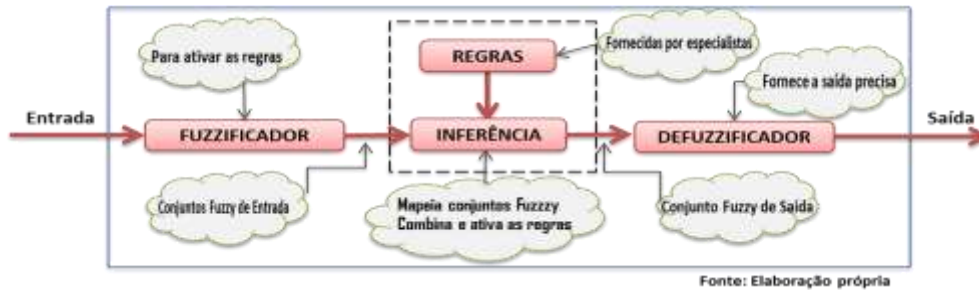 Para ativar as regras
REGRAS
Fornecidas por especialistas
Fornece a saída precisa
Entrada
FUZZIFICADOR
INFERÊNCIA
DEFUZZIFICADOR
Saída
Conjuntos Fuzzy de Entrada
Mapeia conjuntos Fuzzzy
Combina e ativa as regras
Conjunto Fuzzy de Saída
Fonte: Elaboração própria